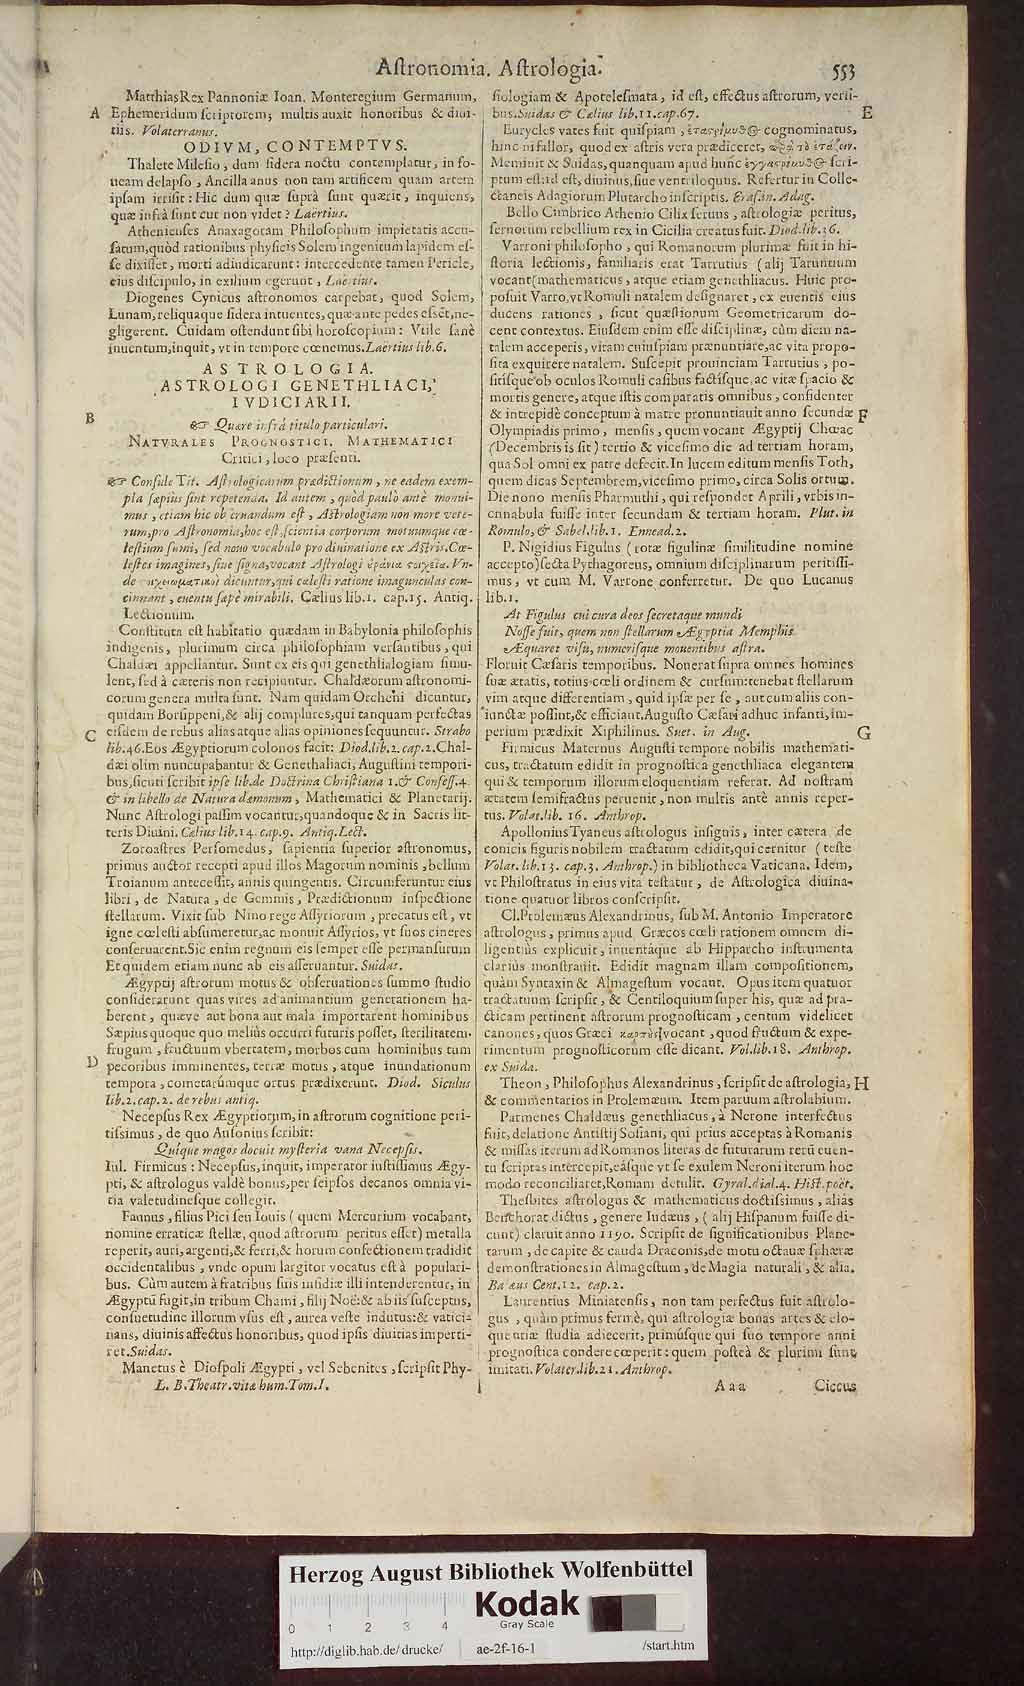 Aſtronomia. Aſtrologia.
553
Matthias Rex Pannoniæ Ioan. Monteregium Germanum,
A Ephemeridum ſcriptorem, multis auxit honoribus & diui-
tiis. Volaterranus.
ODIVM, CONTEMPTVS.
Thalete Mileſio, dum ſidera noctu contemplatur, in fo-
ueam delapſo, Ancilla anus non tam artificem quam artem
ipſam irriſit: Hic dum quæ ſuprà ſunt quærit, inquiens,
quæ infrà ſunt cur non videt? Laërtius.
Athenienſes Anaxagoram Philoſophum impietatis accu-
ſatum, quòd rationibus phyſicis Solem ingenitum lapidem eſ-
ſe dixiſſet, morti adiudicarunt: intercedente tamen Pericle,
eius diſcipulo, in exilium egerunt, Laërtius.
Diogenes Cynicus aſtronomos carpebat, quod Solem,
Lunam, reliquaque ſidera intuentes, quæ ante pedes eſſēt, ne-
gligerent. Cuidam oſtendunt ſibi horoſcopium: Vtile ſanè
inuentum, inquit, vt in tempore cœnemus. Laërtius lib.6.
ASTROLOGIA.
ASTROLOGI GENETHLIACI,
IVDICIARII.
B
☞ Quære infrà titulo particulari.
NATVRALES PROGNOSTICI, MATHEMATICI
Critici, loco præſenti.
☞ Conſule Tit. Aſtrologicarum prædictionum, ne eadem exem-
pla ſæpiùs ſint repetenda. Id autem, quòd paulò antè monui-
mus, etiam hic obſeruandum eſt, Aſtrologiam non more vete-
rum, pro Aſtronomia, hoc eſt, ſcientia corporum motuumque cœ-
leſtium ſumi, ſed nouo vocabulo pro diuinatione ex Aſtris. Cœ-
leſtes imagines, ſiue ſigna, vocant Aſtrologi οὐράνια στοιχεῖα. Vn-
de στοιχειωματικοὶ dicuntur, qui cæleſti ratione imagunculas con-
cinnant, euentu ſæpè mirabili. Cælius lib.1. cap.15. Antiq.
Lectionum.
Conſtituta eſt habitatio quædam in Babylonia philoſophis
indigenis, plurimum circa philoſophiam verſantibus, qui
Chaldæi appellantur. Sunt ex eis qui genethlialogiam ſimu-
lent, ſed à cæteris non recipiuntur. Chaldæorum aſtronomi-
corum genera multa ſunt. Nam quidam Orcheni dicuntur,
quidam Borſippeni, & alij complures, qui tanquam perfectas
C eiſdem de rebus alias atque alias opiniones ſequuntur. Strabo
lib.46. Eos Ægyptiorum colonos facit: Diod. lib.2. cap.2. Chal-
dæi olim nuncupabantur & Genethaliaci, Auguſtini tempori-
bus, ſicuti ſcribit ipſe lib. de Doctrina Chriſtiana 1. & Confeſſ.4.
& in libello de Natura dæmonum, Mathematici & Planetarij.
Nunc Aſtrologi paſſim vocantur, quandoque & in Sacris lit-
teris Diuini. Cælius lib.14. cap.9. Antiq. Lect.
Zoroaſtres Perſomedus, ſapientia ſuperior aſtronomus,
primus auctor recepti apud illos Magorum nominis, bellum
Troianum anteceſſit, annis quingentis. Circumferuntur eius
libri, de Natura, de Gemmis, Prædictionum inſpectione
ſtellarum. Vixit ſub Nino rege Aſſyriorum, precatus eſt, vt
igne cœleſti abſumeretur, ac monuit Aſſyrios, vt ſuos cineres
conſeruarent. Sic enim regnum eis ſemper eſſe permanſurum
Et quidem etiam nunc ab eis aſſeruantur. Suidas.
Ægyptij aſtrorum motus & obſeruationes ſummo ſtudio
conſiderarunt quas vires ad animantium generationem ha-
berent, quæve aut bona aut mala importarent hominibus
Sæpius quoque quo meliùs occurri futuris poſſet, ſterilitatem
frugum, fructuum vbertatem, morbos cum hominibus tum
D pecoribus imminentes, terræ motus, atque inundationum
tempora, cometarúmque ortus prædixerunt. Diod. Siculus
lib.2. cap.2. de rebus antiq.
Necepſus Rex Ægyptiorum, in aſtrorum cognitione peri-
tiſsimus, de quo Auſonius ſcribit:
Quique magos docuit myſteria vana Necepſis.
Iul. Firmicus: Necepſus, inquit, imperator iuſtiſſimus Ægy-
pti, & aſtrologus valdè bonus, per ſeipſos decanos omnia vi-
tia valetudineſque collegit.
Faunus, filius Pici ſeu Iouis (quem Mercurium vocabant,
nomine erraticæ ſtellæ, quod aſtrorum peritus eſſet) metalla
reperit, auri, argenti, & ferri, & horum confectionem tradidit
occidentalibus, vnde opum largitor vocatus eſt à populari-
bus. Cùm autem à fratribus ſuis inſidiæ illi intenderentur, in
Ægyptū fugit, in tribum Chami, filij Noë: & ab iis ſuſceptus,
conſuetudine illorum vſus eſt, aurea veſte indutus: & vatici-
nans, diuinis affectus honoribus, quod ipſis diuitias imperti-
ret. Suidas.
Manetus è Dioſpoli Ægypti, vel Sebenites, ſcripſit Phy-
L. B. Theatr. vitæ hum. Tom. I.
ſiologiam & Apoteleſmata, id eſt, effectus aſtrorum, verſi-
bus. Suidas & Cælius lib.11. cap.67.
E
Eurycles vates fuit quiſpiam, cognominatus,
hinc ni fallor, quod ex aſtris vera prædiceret,
Meminit & Suidas, quanquam apud hunc ſcri-
ptum eſt: id eſt, diuinus, ſiue ventriloquus. Refertur in Colle-
ctaneis Adagiorum Plutarcho inſcriptis. Eraſ. in Adag.
Bello Cimbrico Athenio Cilix ſeruus, aſtrologiæ peritus,
ſeruorum rebellium rex in Cicilia creatus fuit. Diod. lib.36.
Varroni philoſopho, qui Romanorum plurimæ fuit in hi-
ſtoria lectionis, familiaris erat Tarrutius (alij Taruntium
vocant) mathematicus, atque etiam genethliacus. Huic pro-
poſuit Varro, vt Romuli natalem deſignaret, ex euentis eius
ducens rationes, ſicut quæſtionum Geometricarum do-
cent contextus. Eiuſdem enim eſſe diſciplinæ, cùm diem na-
talem acceperis, vitam cuiuſpiam prænuntiare, ac vita propo-
ſita exquirere natalem. Suſcepit prouinciam Tarrutius, po-
ſitiſque ob oculos Romuli caſibus factiſque, ac vitæ ſpacio &
mortis genere, atque iſtis comparatis omnibus, confidenter
& intrepidè conceptum à matre pronuntiauit anno ſecundæ F
Olympiadis primo, menſis, quem vocant Ægyptij Chœac
(Decembris is ſit) tertio & viceſimo die ad tertiam horam,
qua Sol omni ex parte defecit. In lucem editum menſis Toth,
quem dicas Septembrem, viceſimo primo, circa Solis ortum.
Die nono menſis Pharmuthi, qui reſpondet Aprili, vrbis in-
cunabula fuiſſe inter ſecundam & tertiam horam. Plut. in
Romulo, & Sabel. lib.1. Ennead.2.
P. Nigidius Figulus (rotæ figulinæ ſimilitudine nomine
accepto) ſecta Pythagoreus, omnium diſciplinarum peritiſſi-
mus, vt cum M. Varrone conferretur. De quo Lucanus
lib.1.
At Figulus cui cura deos ſecretaque mundi
Noſſe fuit, quem non ſtellarum Ægyptia Memphis
Æquaret viſu, numeriſque mouentibus aſtra.
Floruit Cæſaris temporibus. Nouerat ſupra omnes homines
ſuæ ætatis, totius cœli ordinem & curſum: tenebat ſtellarum
vim atque differentiam, quid ipſæ per ſe, aut cum aliis con-
iunctæ poſſint, & efficiant. Auguſto Cæſari adhuc infanti, im-
perium prædixit Xiphilinus. Suet. in Aug.
G
Firmicus Maternus Auguſti tempore nobilis mathemati-
cus, tractatum edidit in prognoſtica genethliaca elegantem
qui & temporum illorum eloquentiam referat. Ad noſtram
ætatem ſemifractus peruenit, non multis antè annis reper-
tus. Volat. lib. 16. Anthrop.
Apollonius Tyaneus aſtrologus inſignis, inter cætera de
conicis figuris nobilem tractatum edidit, qui cernitur (teſte
Volat. lib.13. cap.3. Anthrop.) in bibliotheca Vaticana. Idem,
vt Philoſtratus in eius vita teſtatur, de Aſtrologica diuina-
tione quatuor libros conſcripſit.
Cl. Ptolemæus Alexandrinus, ſub M. Antonio Imperatore
aſtrologus, primus apud Græcos cœli rationem omnem di-
ligentiùs explicuit, inuentáque ab Hipparcho inſtrumenta
clariùs monſtrauit. Edidit magnam illam compoſitionem,
quàm Syntaxin & Almageſtum vocant. Opus item quatuor
tractatuum ſcripſit, & Centiloquium ſuper his, quæ ad pra-
cticam pertinent aſtrorum prognoſticam, centum videlicet
canones, quos Græci καρποὺς vocant, quod fructum & expe-
rimentum prognoſticorum eſſe dicant. Vol. lib.18. Anthrop.
ex Suida.
Theon, Philoſophus Alexandrinus, ſcripſit de aſtrologia, H
& commentarios in Ptolemæum. Item paruum aſtrolabium.
Parmenes Chaldæus genethliacus, à Nerone interfectus
fuit, delatione Antiſtij Soſiani, qui prius acceptas à Romanis
& miſſas iterum ad Romanos literas de futurarum rerū euen-
tu ſcriptas intercepit, eáſque vt ſe exulem Neroni iterum hoc
modo reconciliaret, Romam detulit. Gyral. dial.4. Hiſt. poët.
Theſbites aſtrologus & mathematicus doctiſsimus, aliàs
Benchorat dictus, genere Iudæus, (alij Hiſpanum fuiſſe di-
cunt) claruit anno 1190. Scripſit de ſignificationibus Plane-
tarum, de capite & cauda Draconis, de motu octauæ ſphæræ
demonſtrationes in Almageſtum, de Magia naturali, & alia.
Balæus Cent.12. cap.2.
Laurentius Miniatenſis, non tam perfectus fuit aſtrolo-
gus, quàm primus fermè, qui aſtrologiæ bonas artes & elo-
quentiæ ſtudia adiecerit, primúſque qui ſuo tempore anni
prognoſtica condere cœperit: quem poſteà & plurimi ſunt
imitati. Volater. lib.21. Anthrop.
Aaa
Ciccus
Herzog August Bibliothek Wolfenbüttel
Kodak
Gray Scale
0 1 2 3 4
http://diglib.hab.de/drucke/ ae-2f-16-1 /start.htm